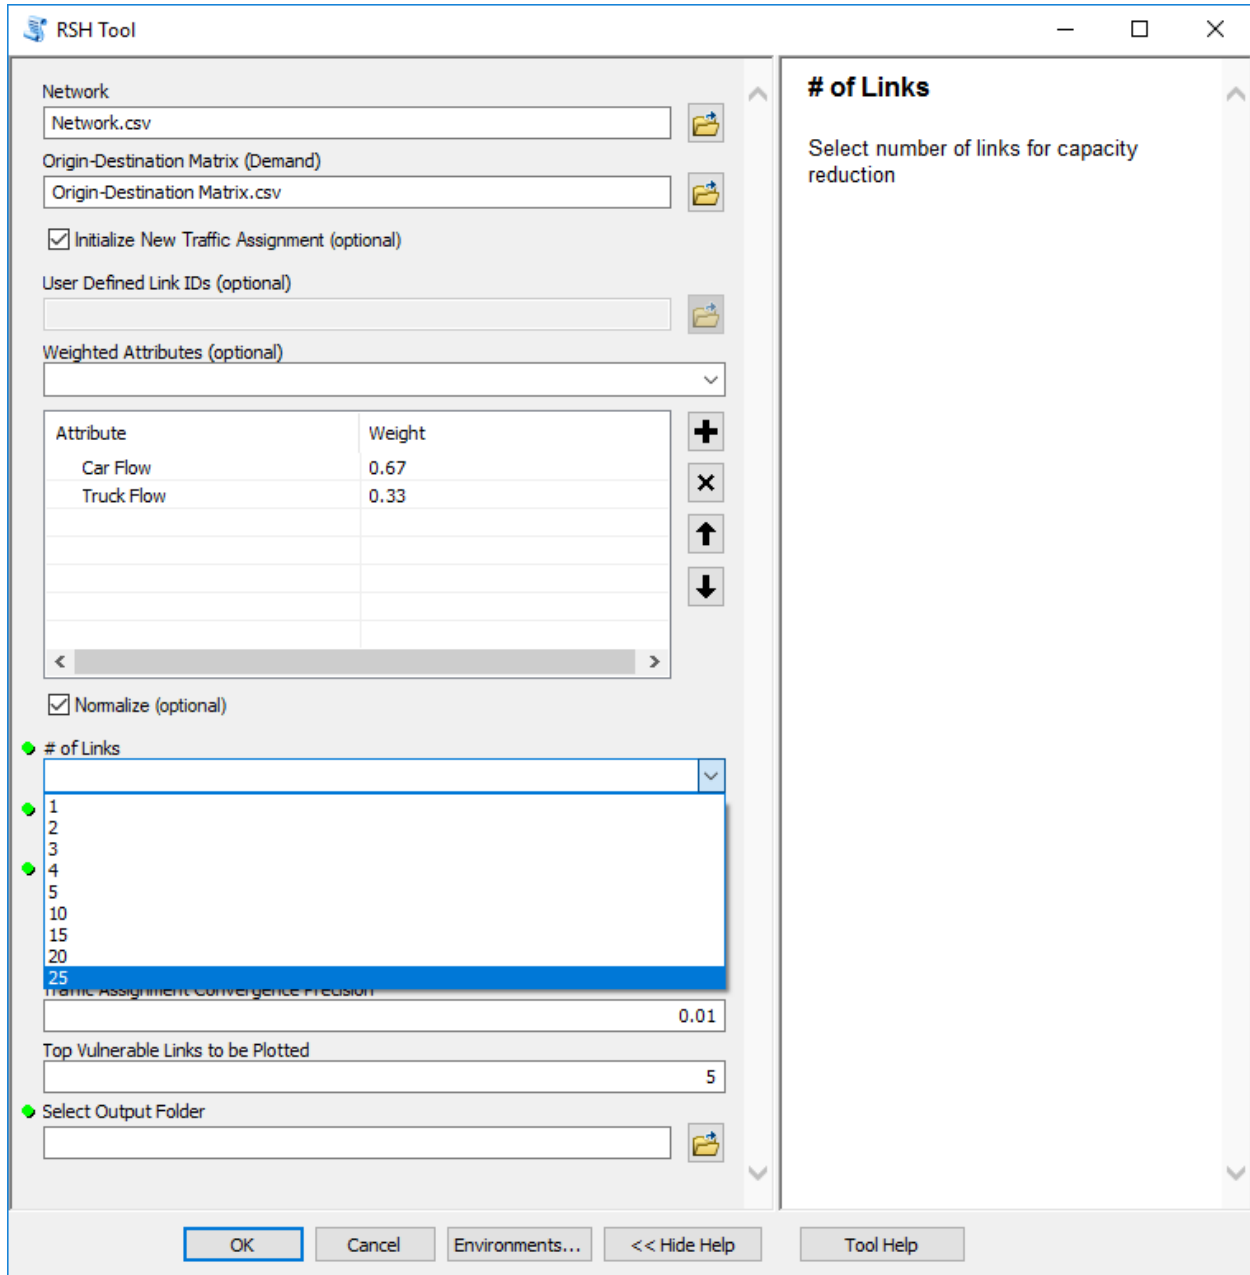 RSH Tool
Network
Network.csv
Origin-Destination Matrix (Demand)
Origin-Destination Matrix.csv
Initialize New Traffic Assignment (optional)
User Defined Link IDs (optional)
Weighted Attributes (optional)
Attribute Weight
Car Flow 0.67
Truck Flow 0.33
Normalize (optional)
# of Links
1
2
3
4
5
10
15
20
25
Traffic Assignment Convergence Precision
0.01
Top Vulnerable Links to be Plotted
5
Select Output Folder
# of Links
Select number of links for capacity
reduction
OK Cancel Environments... << Hide Help Tool Help